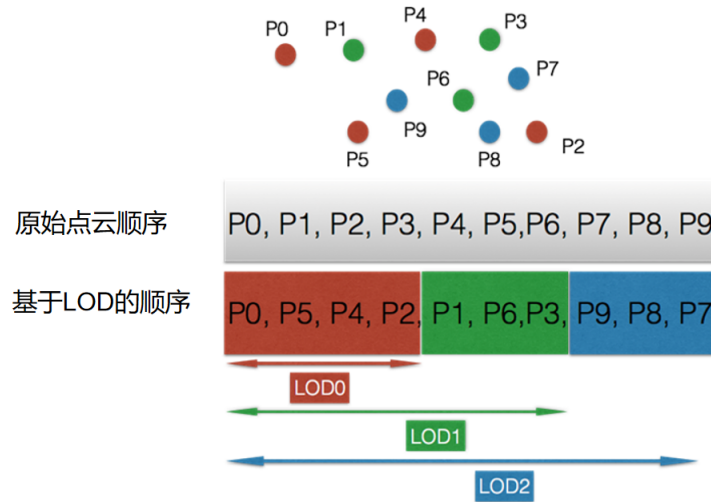 P0
P1
P4
P3
P7
P6
P9
P5
P8
P2
原始点云顺序
P0, P1, P2, P3, P4, P5,P6, P7, P8, P9
基于LOD的顺序
P0, P5, P4, P2, P1, P6,P3, P9, P8, P7
LOD0
LOD1
LOD2